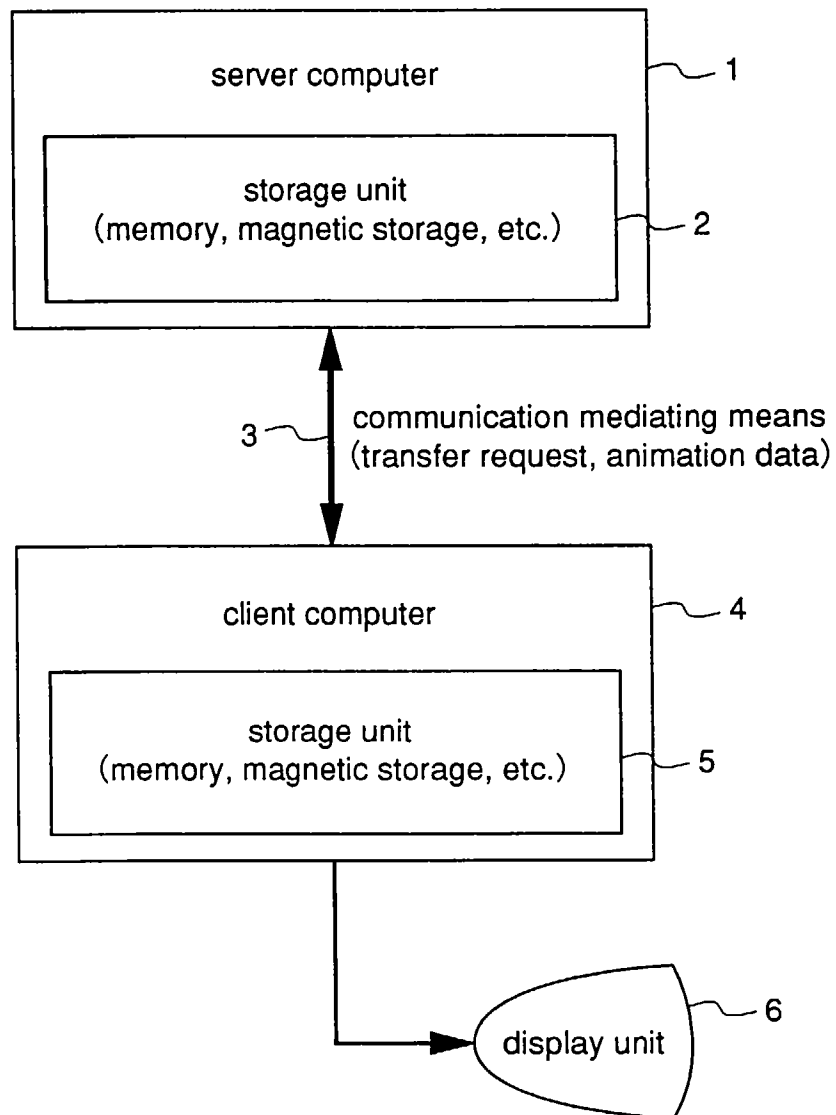 server computer
1
storage unit
(memory, magnetic storage, etc.)
2
3
communication mediating means
(transfer request, animation data)
client computer
4
storage unit
(memory, magnetic storage, etc.)
5
display unit
6